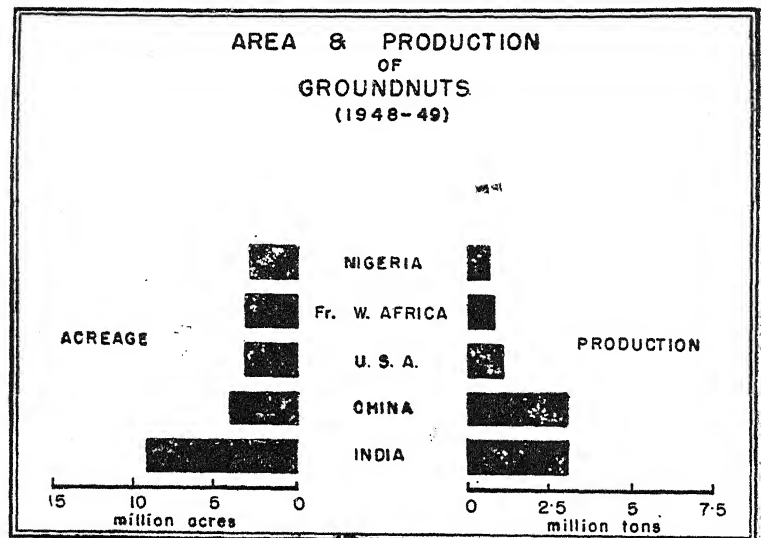 AREA & PRODUCTION
OF
GROUNDNUTS
(1948-49)
NIGERIA
Fr. W. AFRICA
ACREAGE
PRODUCTION
U. S. A.
CHINA
INDIA
15 10 5 0
million acres
0 2·5 5 7·5
million tons